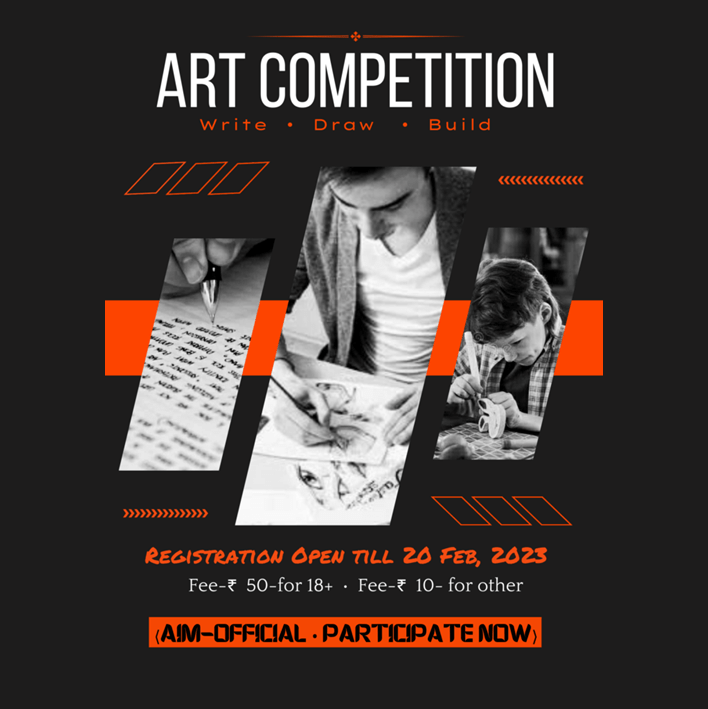 ART COMPETITION
Write • Draw • Build
Registration Open till 20 Feb, 2023
Fee-₹ 50-for 18+ · Fee-₹ 10- for other
(AIM-OFFICIAL · PARTICIPATE NOW)